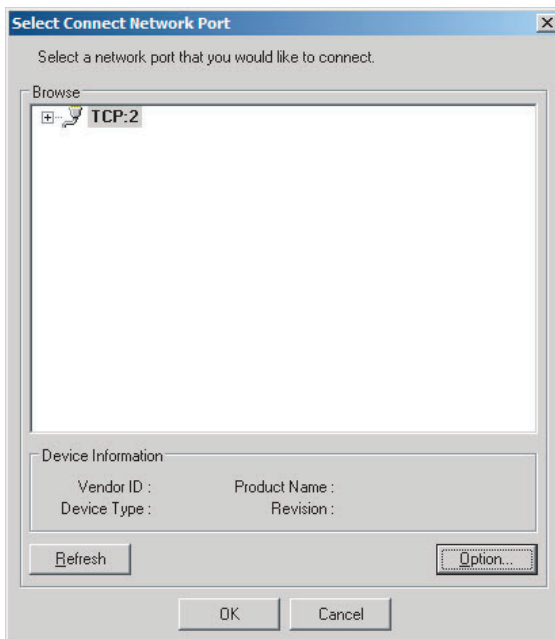 Select Connect Network Port
Select a network port that you would like to connect.
Browse
TCP:2
Device Information
Vendor ID : Product Name :
Device Type : Revision :
Refresh Option...
OK Cancel